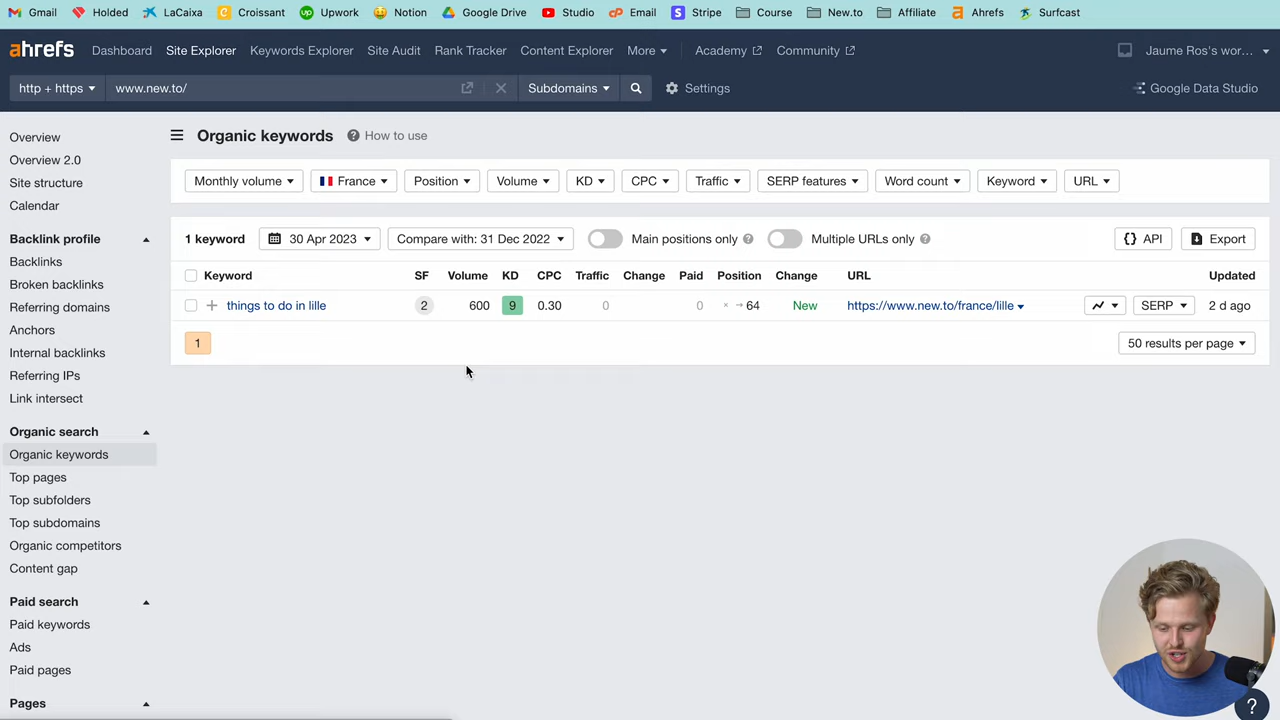 Gmail Holded LaCaixa Croissant Upwork Notion Google Drive Studio Email Stripe Course New.to Affiliate Ahrefs Surfcast
ahrefs Dashboard Site Explorer Keywords Explorer Site Audit Rank Tracker Content Explorer More Academy Community Jaume Ros's wor...
http + https www.new.to/ Subdomains Settings Google Data Studio
Overview
Overview 2.0
Site structure
Calendar
Backlink profile
Backlinks
Broken backlinks
Referring domains
Anchors
Internal backlinks
Referring IPs
Link intersect
Organic search
Organic keywords
Top pages
Top subfolders
Top subdomains
Organic competitors
Content gap
Paid search
Paid keywords
Ads
Paid pages
Pages
Organic keywords ? How to use
Monthly volume France Position Volume KD CPC Traffic SERP features Word count Keyword URL
1 keyword 30 Apr 2023 Compare with: 31 Dec 2022 Main positions only ? Multiple URLs only ? {} API Export
Keyword SF Volume KD CPC Traffic Change Paid Position Change URL Updated
+ things to do in lille 2 600 9 0.30 0 0 × → 64 New https://www.new.to/france/lille SERP 2 d ago
1 50 results per page
?